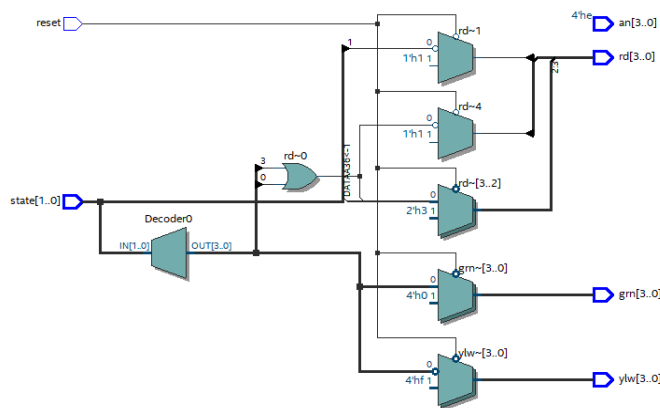 reset
4'he
an[3..0]
rd~1
1
0
1'h1 1
rd[3..0]
2:3
rd~4
0
1'h1 1
rd~0
3
0
rd~[3..2]
0
2'h3 1
state[1..0]
Decoder0
IN[1..0]
OUT[3..0]
grn~[3..0]
0
4'h0 1
grn[3..0]
ylw~[3..0]
0
4'hf 1
ylw[3..0]